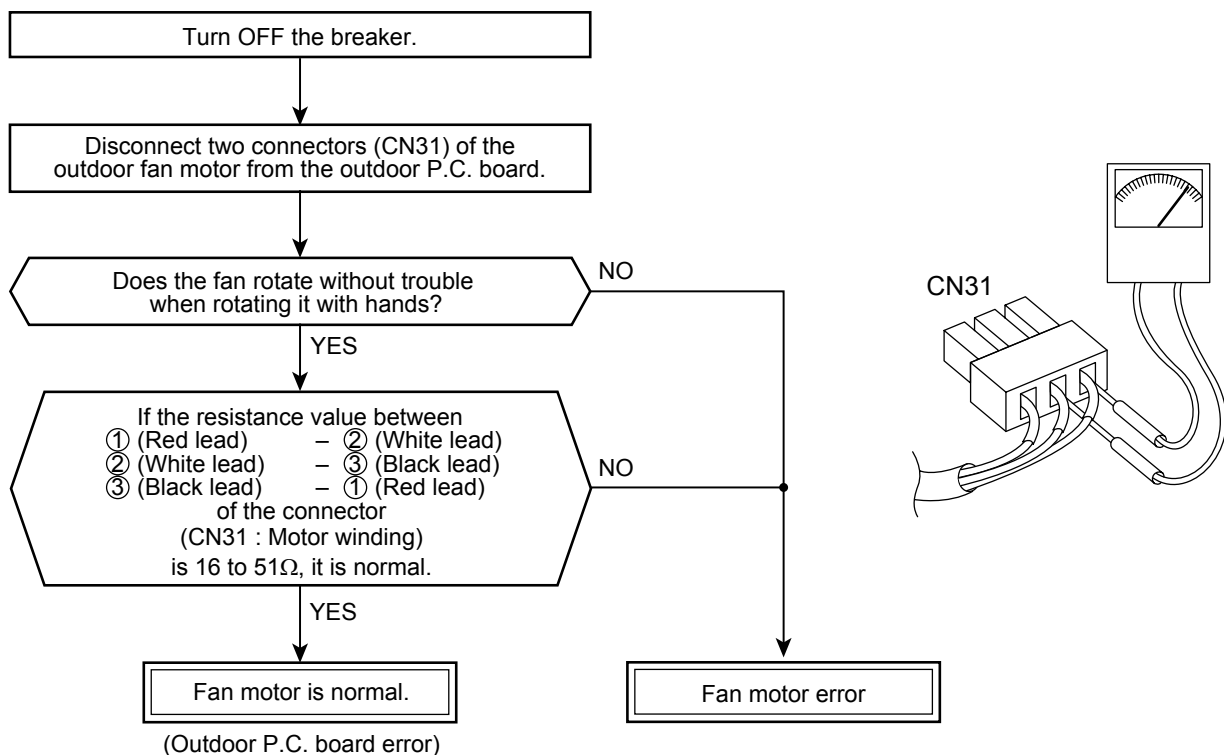 Turn OFF the breaker.
Disconnect two connectors (CN31) of the
outdoor fan motor from the outdoor P.C. board.
Does the fan rotate without trouble
when rotating it with hands?
NO
YES
If the resistance value between
① (Red lead) – ② (White lead)
② (White lead) – ③ (Black lead)
③ (Black lead) – ① (Red lead)
of the connector
(CN31 : Motor winding)
is 16 to 51Ω, it is normal.
NO
YES
Fan motor is normal.
(Outdoor P.C. board error)
Fan motor error
CN31